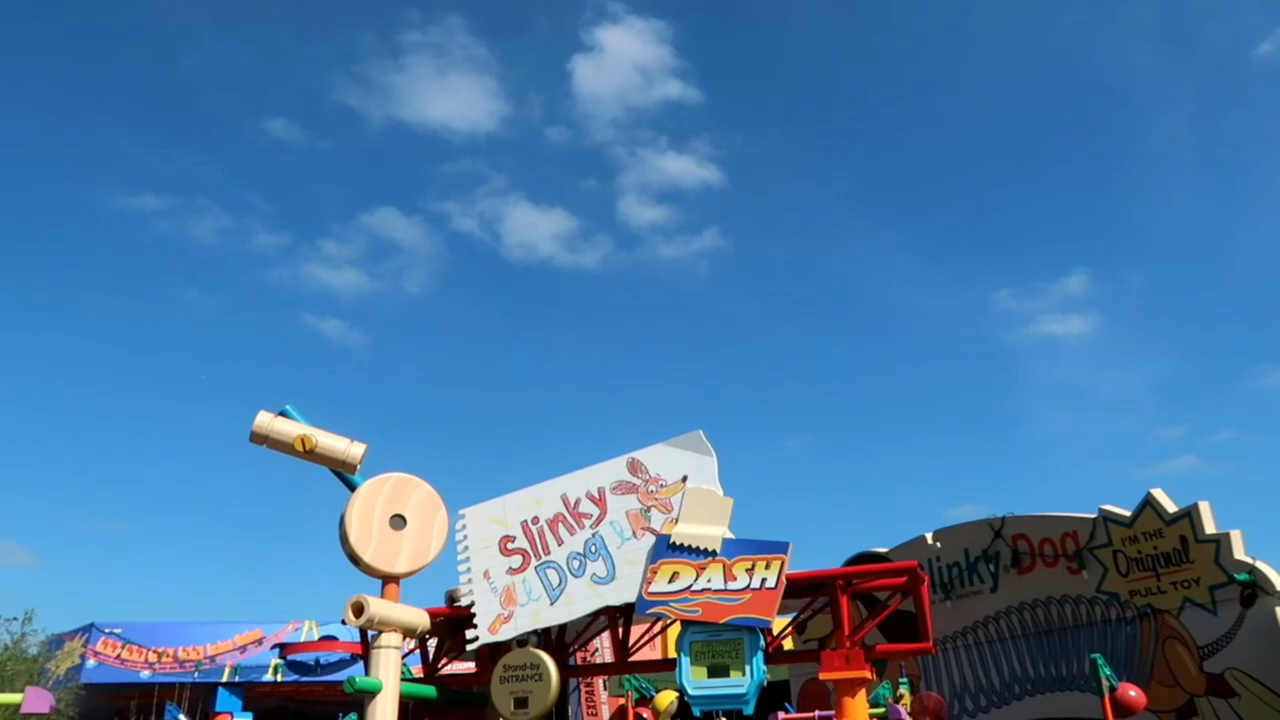 Slinky
Dog
DASH
Stand-by
ENTRANCE
ENTRANCE
Slinky Dog
I'M THE
Original
PULL TOY